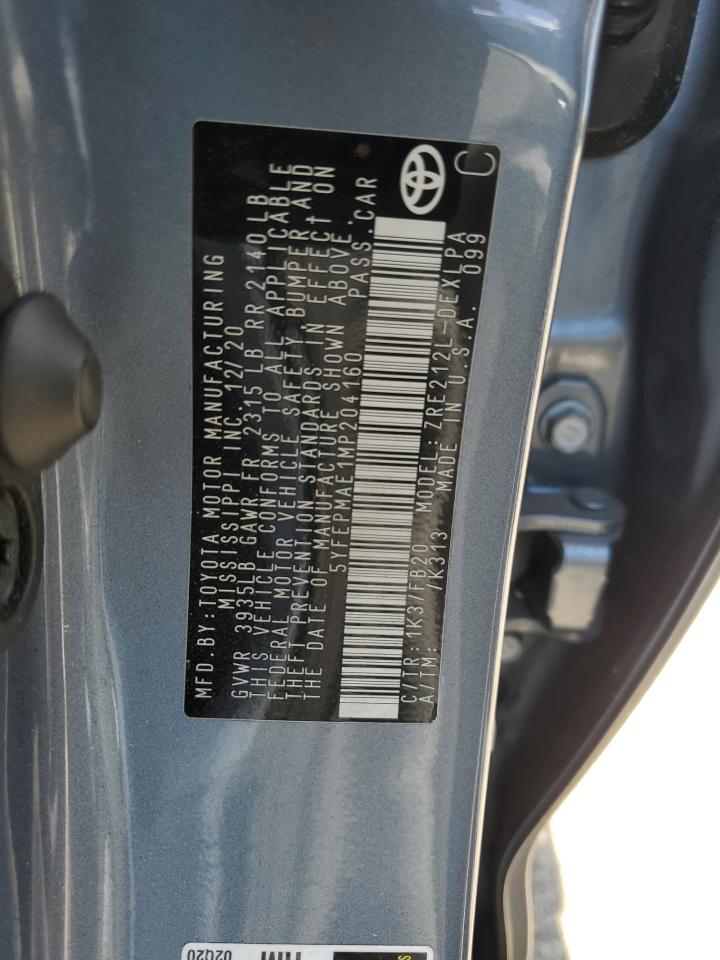 MFD.BY:TOYOTA MOTOR MANUFACTURING
MISSISSIPPI INC. 12/20
GVWR 3935LB GAWR FR 2315 LB RR 2140 LB
THIS VEHICLE CONFORMS TO ALL APPLICABLE
FEDERAL MOTOR VEHICLE SAFETY, BUMPER AND
THEFT PREVENTION STANDARDS IN EFFECT ON
THE DATE OF MANUFACTURE SHOWN ABOVE.
5YFEPMAE1MP204160 PASS.CAR
C/TR:1K3/FB20 MODEL:ZRE212L-DEXLPA
A/TM: /K313 MADE IN U.S.A. 099
C
02Q20